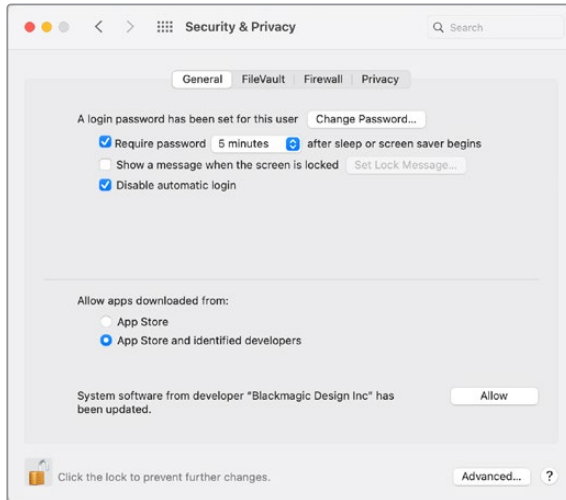 Security & Privacy
Search
General FileVault Firewall Privacy
A login password has been set for this user Change Password...
Require password 5 minutes after sleep or screen saver begins
Show a message when the screen is locked Set Lock Message...
Disable automatic login
Allow apps downloaded from:
App Store
App Store and identified developers
System software from developer "Blackmagic Design Inc" has Allow
been updated.
Click the lock to prevent further changes. Advanced... ?